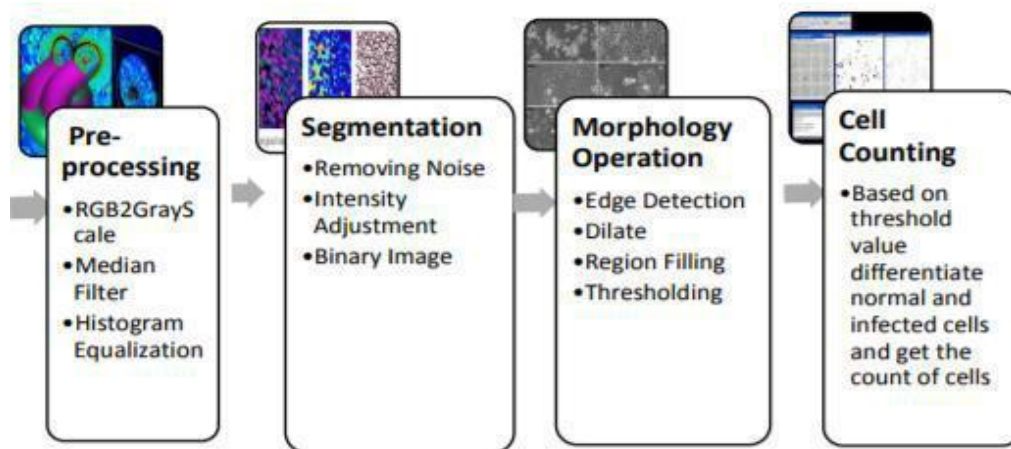 Pre-
processing
•RGB2GrayS
cale
•Median
Filter
•Histogram
Equalization
Segmentation
•Removing Noise
•Intensity
Adjustment
•Binary Image
Morphology
Operation
•Edge Detection
•Dilate
•Region Filling
•Thresholding
Cell
Counting
•Based on
threshold
value
differentiate
normal and
infected cells
and get the
count of cells